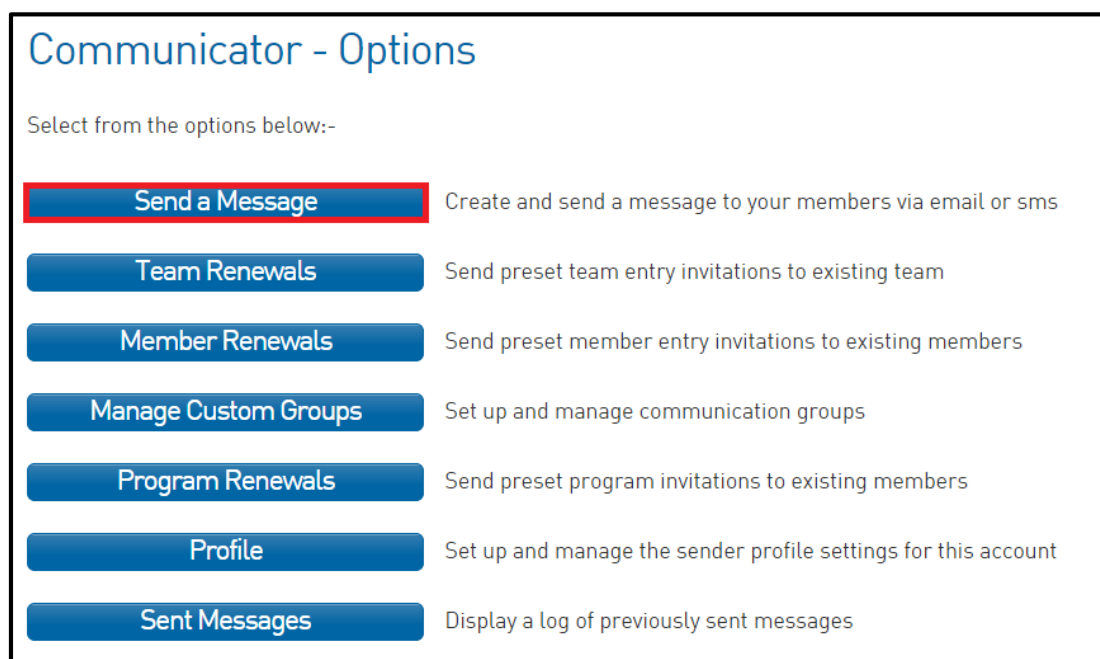 Communicator - Options
Select from the options below:-
Send a Message Create and send a message to your members via email or sms
Team Renewals Send preset team entry invitations to existing team
Member Renewals Send preset member entry invitations to existing members
Manage Custom Groups Set up and manage communication groups
Program Renewals Send preset program invitations to existing members
Profile Set up and manage the sender profile settings for this account
Sent Messages Display a log of previously sent messages